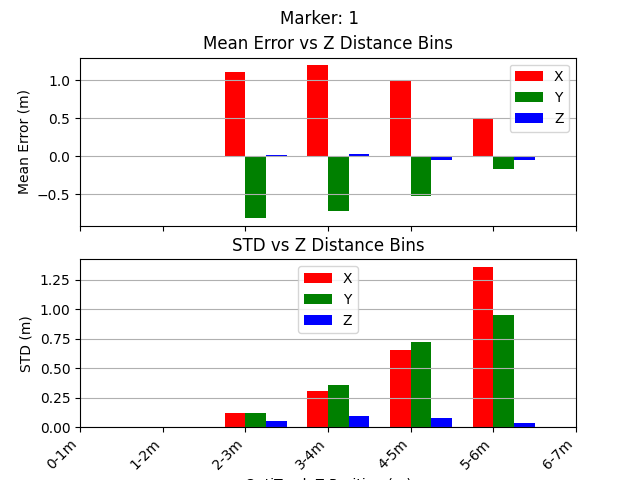 Marker: 1
Mean Error vs Z Distance Bins
Mean Error (m)
1.0
0.5
0.0
−0.5
X
Y
Z
STD vs Z Distance Bins
STD (m)
1.25
1.00
0.75
0.50
0.25
0.00
X
Y
Z
0-1m
1-2m
2-3m
3-4m
4-5m
5-6m
6-7m